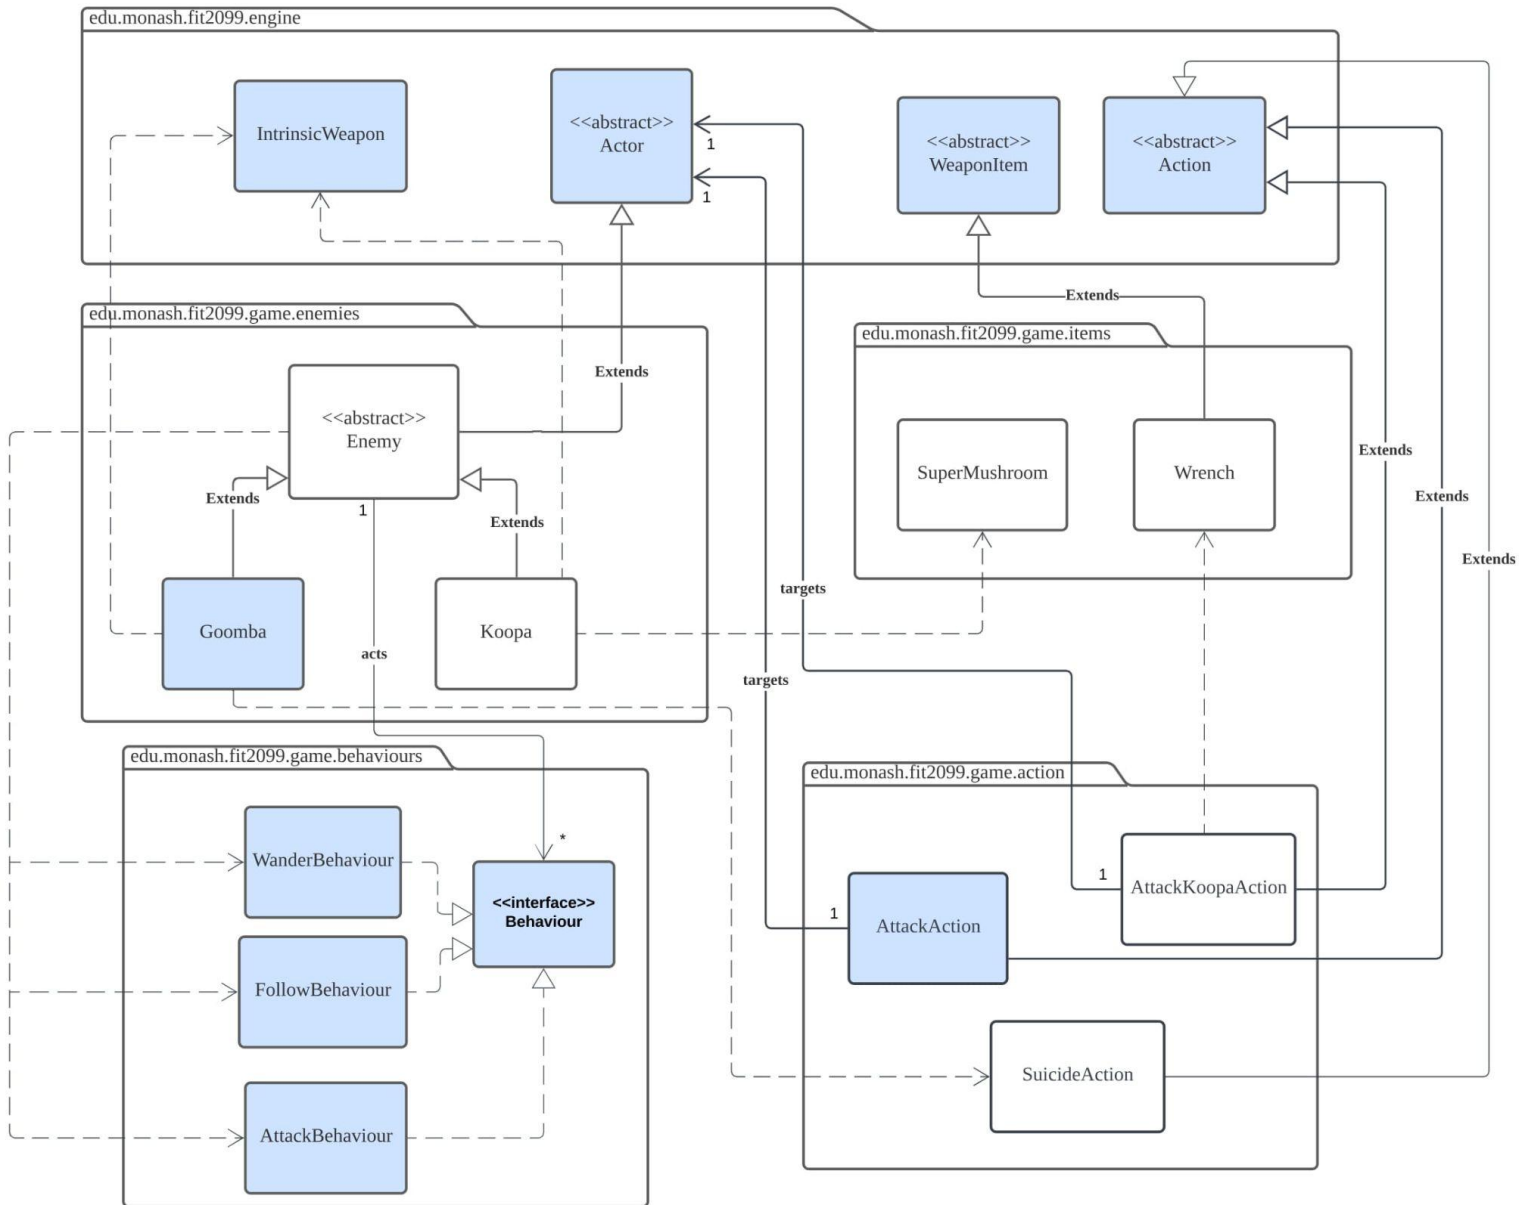 edu.monash.fit2099.engine
IntrinsicWeapon
<<abstract>>
Actor
1
1
<<abstract>>
WeaponItem
<<abstract>>
Action
Extends
edu.monash.fit2099.game.enemies
edu.monash.fit2099.game.items
Extends
<<abstract>>
Enemy
Extends
Extends
1
SuperMushroom
Wrench
Extends
Extends
Extends
Goomba
Koopa
targets
acts
targets
edu.monash.fit2099.game.behaviours
edu.monash.fit2099.game.action
*
WanderBehaviour
<<interface>>
Behaviour
1
AttackKoopaAction
1
AttackAction
FollowBehaviour
SuicideAction
AttackBehaviour
Extends